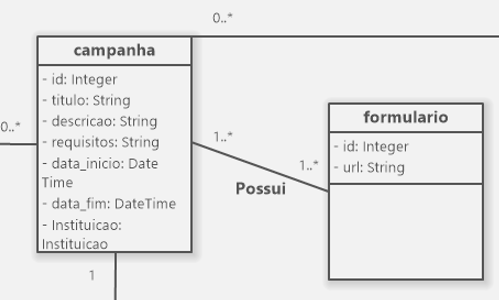 0..*
campanha
- id: Integer
- titulo: String
- descricao: String
- requisitos: String
- data_inicio: Date
Time
- data_fim: DateTime
- Instituicao:
Instituicao
0..*
1..*
1..*
Possui
formulario
- id: Integer
- url: String
1